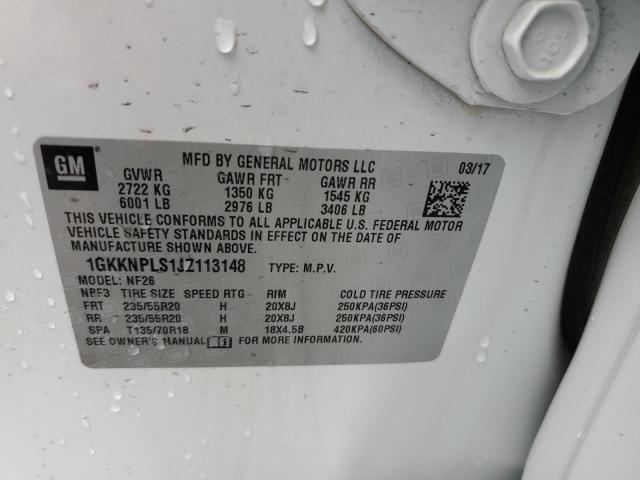 GM
MFD BY GENERAL MOTORS LLC 03/17
GVWR GAWR FRT GAWR RR
2722 KG 1350 KG 1545 KG
6001 LB 2976 LB 3406 LB
THIS VEHICLE CONFORMS TO ALL APPLICABLE U.S. FEDERAL MOTOR
VEHICLE SAFETY STANDARDS IN EFFECT ON THE DATE OF
MANUFACTURE SHOWN ABOVE.
1GKKNPLS1JZ113148 TYPE: M.P.V.
MODEL: NF26
NPF3 TIRE SIZE SPEED RTG RIM COLD TIRE PRESSURE
FRT 235/55R20 H 20X8J 250KPA(36PSI)
RR 235/55R20 H 20X8J 250KPA(36PSI)
SPA T135/70R18 M 18X4.5B 420KPA(60PSI)
SEE OWNER'S MANUAL FOR MORE INFORMATION.